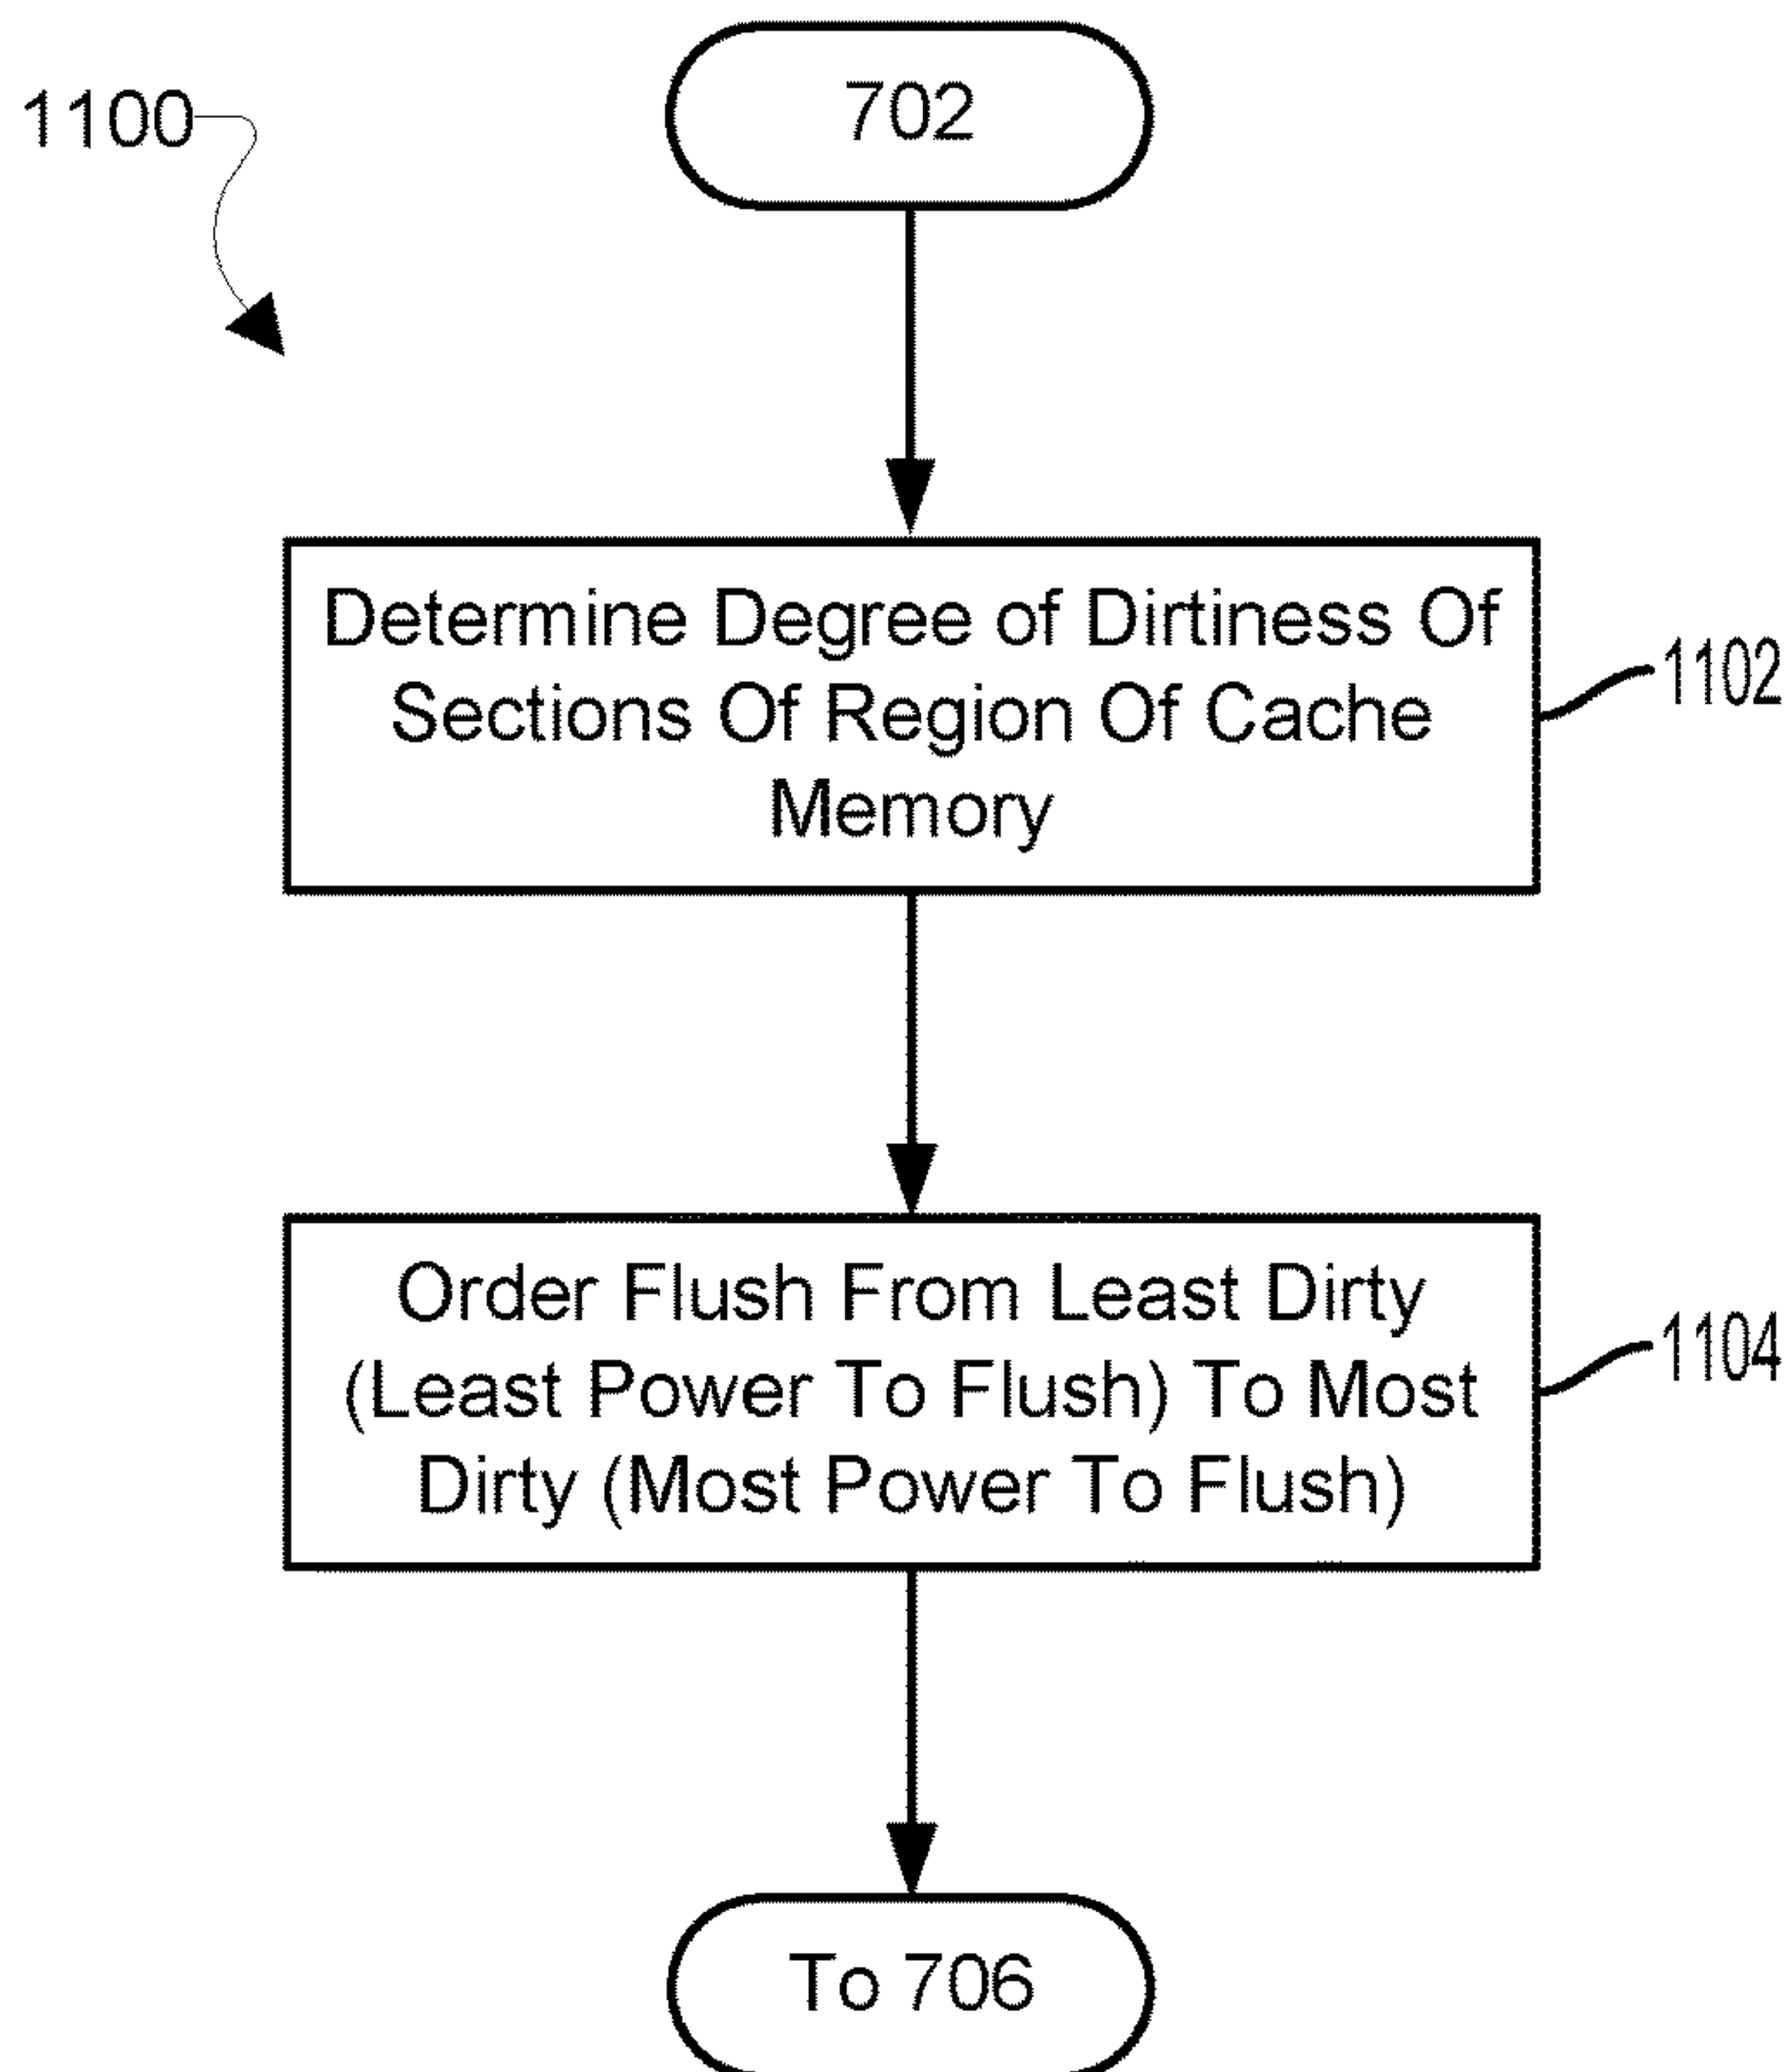 1100
702
Determine Degree of Dirtiness Of
Sections Of Region Of Cache
Memory
1102
Order Flush From Least Dirty
(Least Power To Flush) To Most
Dirty (Most Power To Flush)
1104
To 706